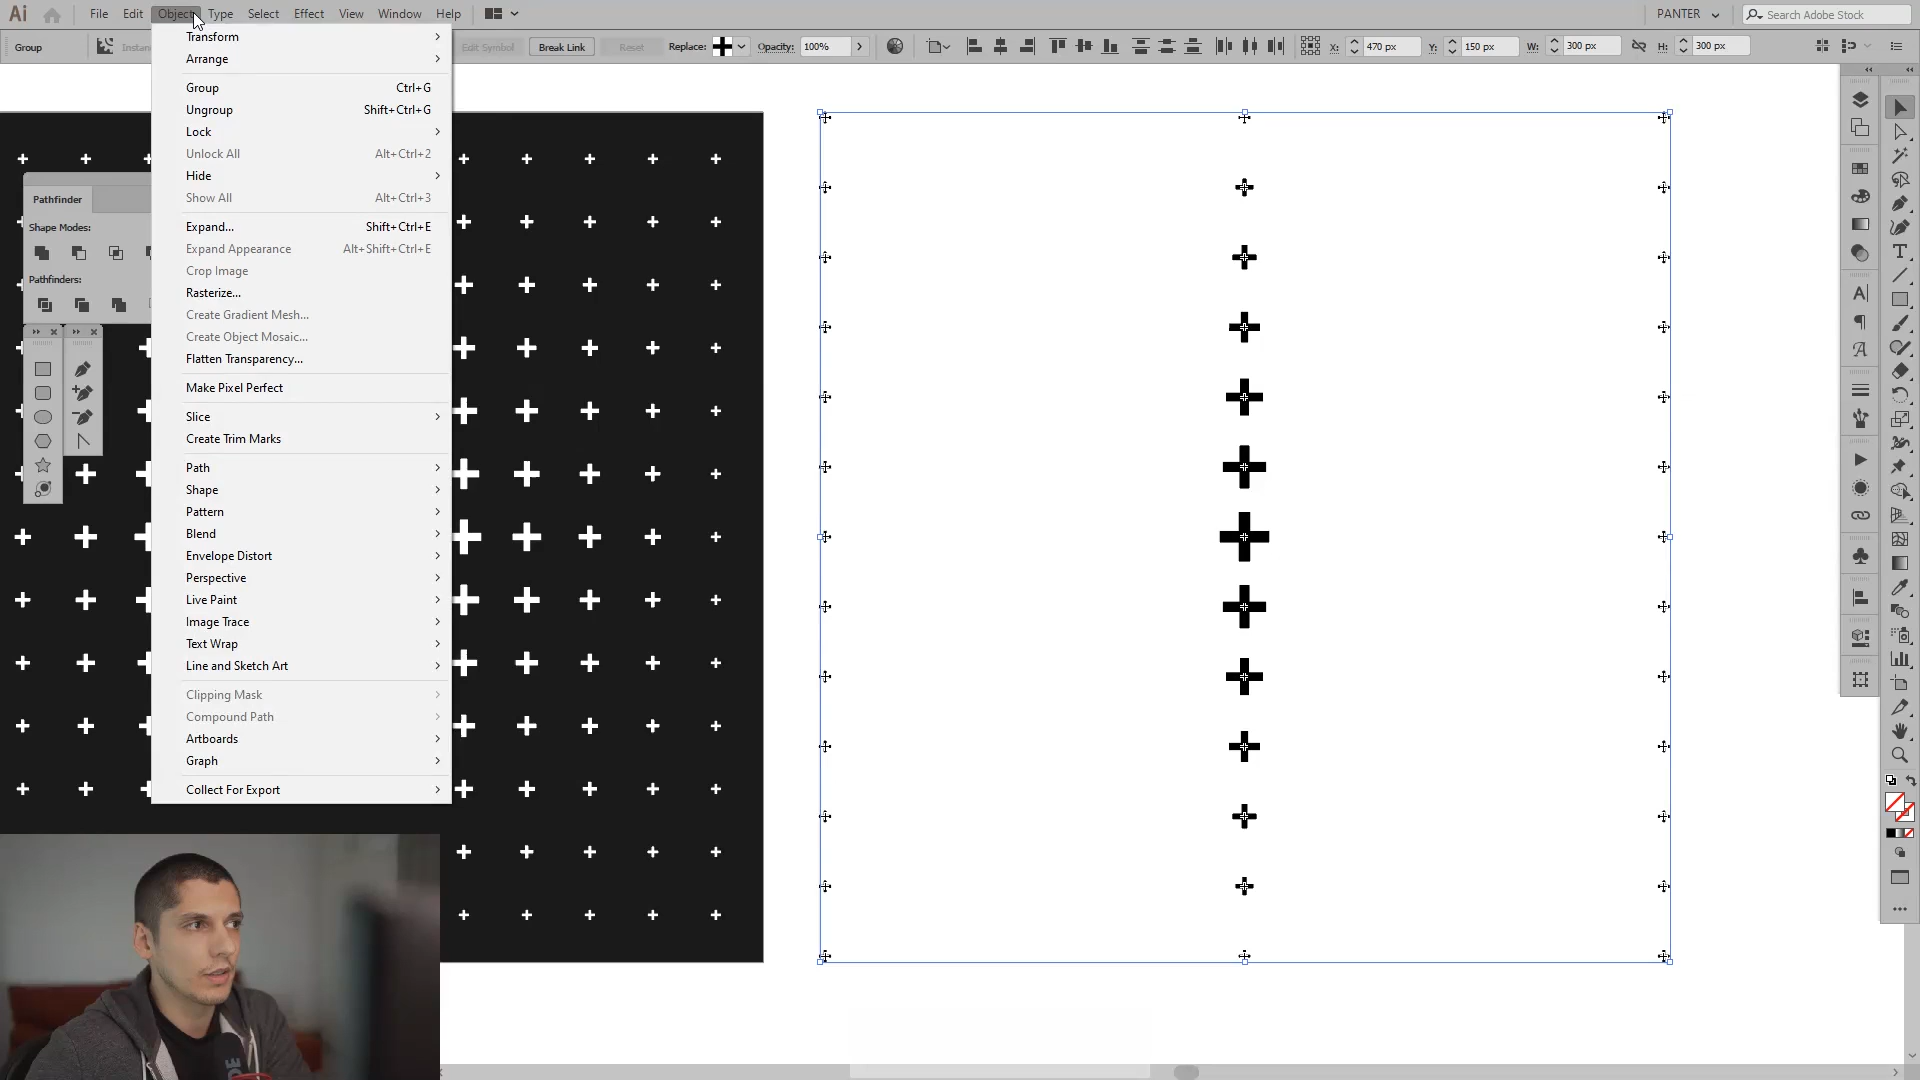 Ai File Edit Object Type Select Effect View Window Help PANTER Search Adobe Stock
Group Edit Symbol Break Link Reset Replace: Opacity: 100% X: 470 px Y: 150 px W: 300 px H: 300 px
Transform
Arrange
Group Ctrl+G
Ungroup Shift+Ctrl+G
Lock
Unlock All Alt+Ctrl+2
Hide
Show All Alt+Ctrl+3
Expand... Shift+Ctrl+E
Expand Appearance Alt+Shift+Ctrl+E
Crop Image
Rasterize...
Create Gradient Mesh...
Create Object Mosaic...
Flatten Transparency...
Make Pixel Perfect
Slice
Create Trim Marks
Path
Shape
Pattern
Blend
Envelope Distort
Perspective
Live Paint
Image Trace
Text Wrap
Line and Sketch Art
Clipping Mask
Compound Path
Artboards
Graph
Collect For Export
Pathfinder
Shape Modes:
Pathfinders: